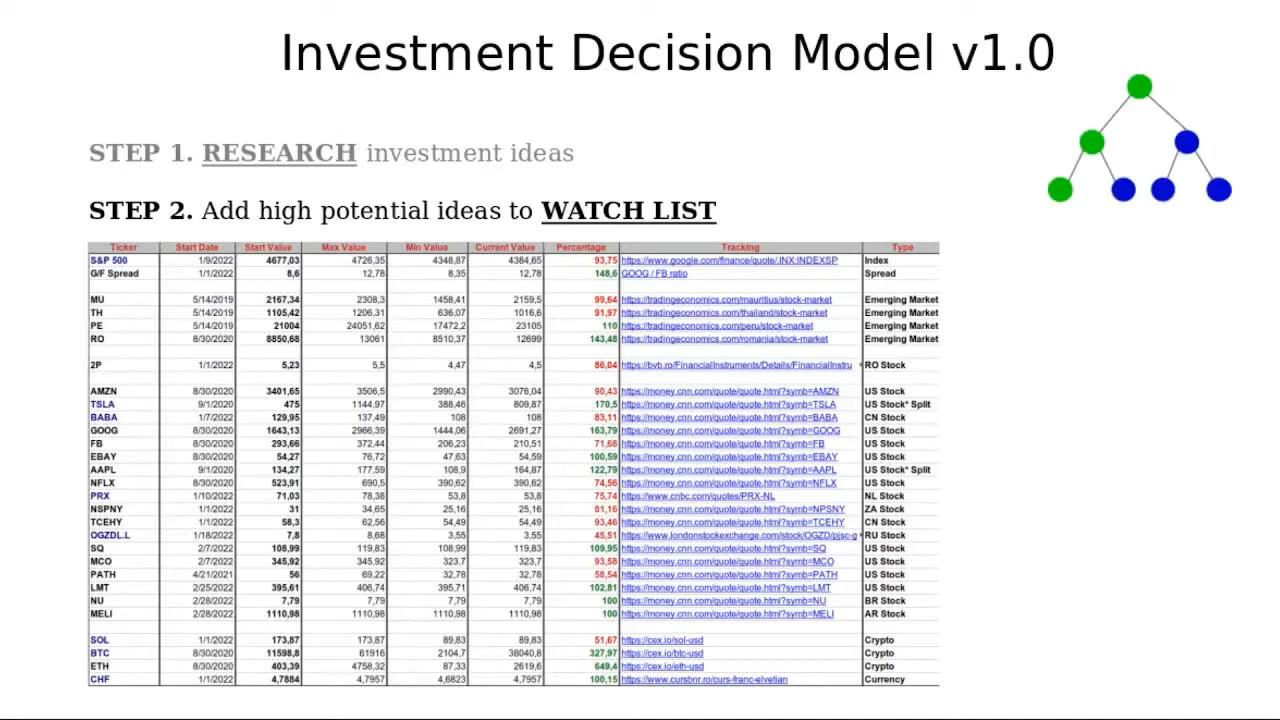 Investment Decision Model v1.0
STEP 1. RESEARCH investment ideas
STEP 2. Add high potential ideas to WATCH LIST
Ticker Start Date Start Value Max Value Min Value Current Value Percentage Tracking Type
S&P 500 1/9/2022 4677,03 4726,35 4348,87 4384,65 93,75 https://www.google.com/finance/quote/.INX:INDEXSP Index
G/F Spread 1/1/2022 8,6 12,78 8,35 12,78 148,6 GOOG / FB ratio Spread
MU 5/14/2019 2167,34 2308,3 1458,41 2159,5 99,64 https://tradingeconomics.com/mauritius/stock-market Emerging Market
TH 5/14/2019 1105,42 1206,31 636,07 1016,6 91,97 https://tradingeconomics.com/thailand/stock-market Emerging Market
PE 5/14/2019 21004 24051,62 17472,2 23105 110 https://tradingeconomics.com/peru/stock-market Emerging Market
RO 8/30/2020 8850,68 13061 8510,37 12699 143,48 https://tradingeconomics.com/romania/stock-market Emerging Market
2P 1/1/2022 5,23 5,5 4,47 4,5 86,04 https://bvb.ro/FinancialInstruments/Details/FinancialInstru RO Stock
AMZN 8/30/2020 3401,65 3506,5 2990,43 3076,04 90,43 https://money.cnn.com/quote/quote.html?symb=AMZN US Stock
TSLA 9/1/2020 475 1144,97 388,46 809,87 170,5 https://money.cnn.com/quote/quote.html?symb=TSLA US Stock* Split
BABA 1/7/2022 129,95 137,49 108 108 83,11 https://money.cnn.com/quote/quote.html?symb=BABA CN Stock
GOOG 8/30/2020 1643,13 2966,39 1444,06 2691,27 163,79 https://money.cnn.com/quote/quote.html?symb=GOOG US Stock
FB 8/30/2020 293,66 372,44 206,23 210,51 71,68 https://money.cnn.com/quote/quote.html?symb=FB US Stock
EBAY 8/30/2020 54,27 76,72 47,63 54,59 100,59 https://money.cnn.com/quote/quote.html?symb=EBAY US Stock
AAPL 9/1/2020 134,27 177,59 108,9 164,87 122,79 https://money.cnn.com/quote/quote.html?symb=AAPL US Stock* Split
NFLX 8/30/2020 523,91 690,5 390,62 390,62 74,56 https://money.cnn.com/quote/quote.html?symb=NFLX US Stock
PRX 1/10/2022 71,03 78,38 53,8 53,8 75,74 https://www.cnbc.com/quotes/PRX-NL NL Stock
NSPNY 1/1/2022 31 34,65 25,16 25,16 81,16 https://money.cnn.com/quote/quote.html?symb=NPSNY ZA Stock
TCEHY 1/1/2022 58,3 62,56 54,49 54,49 93,46 https://money.cnn.com/quote/quote.html?symb=TCEHY CN Stock
OGZDL.L 1/18/2022 7,8 8,68 3,55 3,55 45,51 https://www.londonstockexchange.com/stock/OGZD/pjsc-g RU Stock
SQ 2/7/2022 108,99 119,83 108,99 119,83 109,95 https://money.cnn.com/quote/quote.html?symb=SQ US Stock
MCO 2/7/2022 345,92 345,92 323,7 323,7 93,58 https://money.cnn.com/quote/quote.html?symb=MCO US Stock
PATH 4/21/2021 56 69,22 32,78 32,78 58,54 https://money.cnn.com/quote/quote.html?symb=PATH US Stock
LMT 2/25/2022 395,61 406,74 395,71 406,74 102,81 https://money.cnn.com/quote/quote.html?symb=LMT US Stock
NU 2/28/2022 7,79 7,79 7,79 7,79 100 https://money.cnn.com/quote/quote.html?symb=NU BR Stock
MELI 2/28/2022 1110,98 1110,98 1110,98 1110,98 100 https://money.cnn.com/quote/quote.html?symb=MELI AR Stock
SOL 1/1/2022 173,87 173,87 89,83 89,83 51,67 https://cex.io/sol-usd Crypto
BTC 8/30/2020 11598,8 61916 2104,7 38040,8 327,97 https://cex.io/btc-usd Crypto
ETH 8/30/2020 403,39 4758,32 87,33 2619,6 649,4 https://cex.io/eth-usd Crypto
CHF 1/1/2022 4,7884 4,7957 4,6823 4,7957 100,15 https://www.cursbnr.ro/curs-franc-elvetian Currency